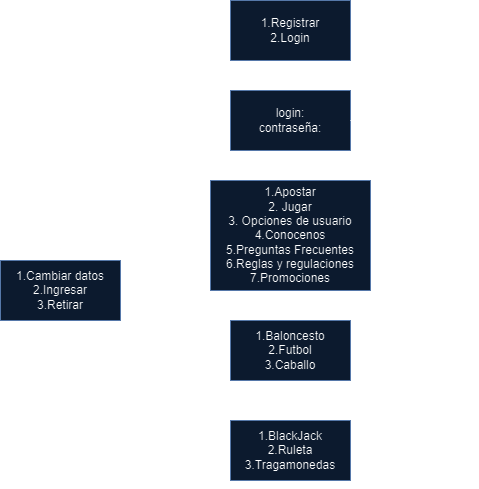 1.Registrar
2.Login
login:
contraseña:
1.Apostar
2. Jugar
3. Opciones de usuario
4.Conocenos
5.Preguntas Frecuentes
6.Reglas y regulaciones
7.Promociones
1.Cambiar datos
2.Ingresar
3.Retirar
1.Baloncesto
2.Futbol
3.Caballo
1.BlackJack
2.Ruleta
3.Tragamonedas